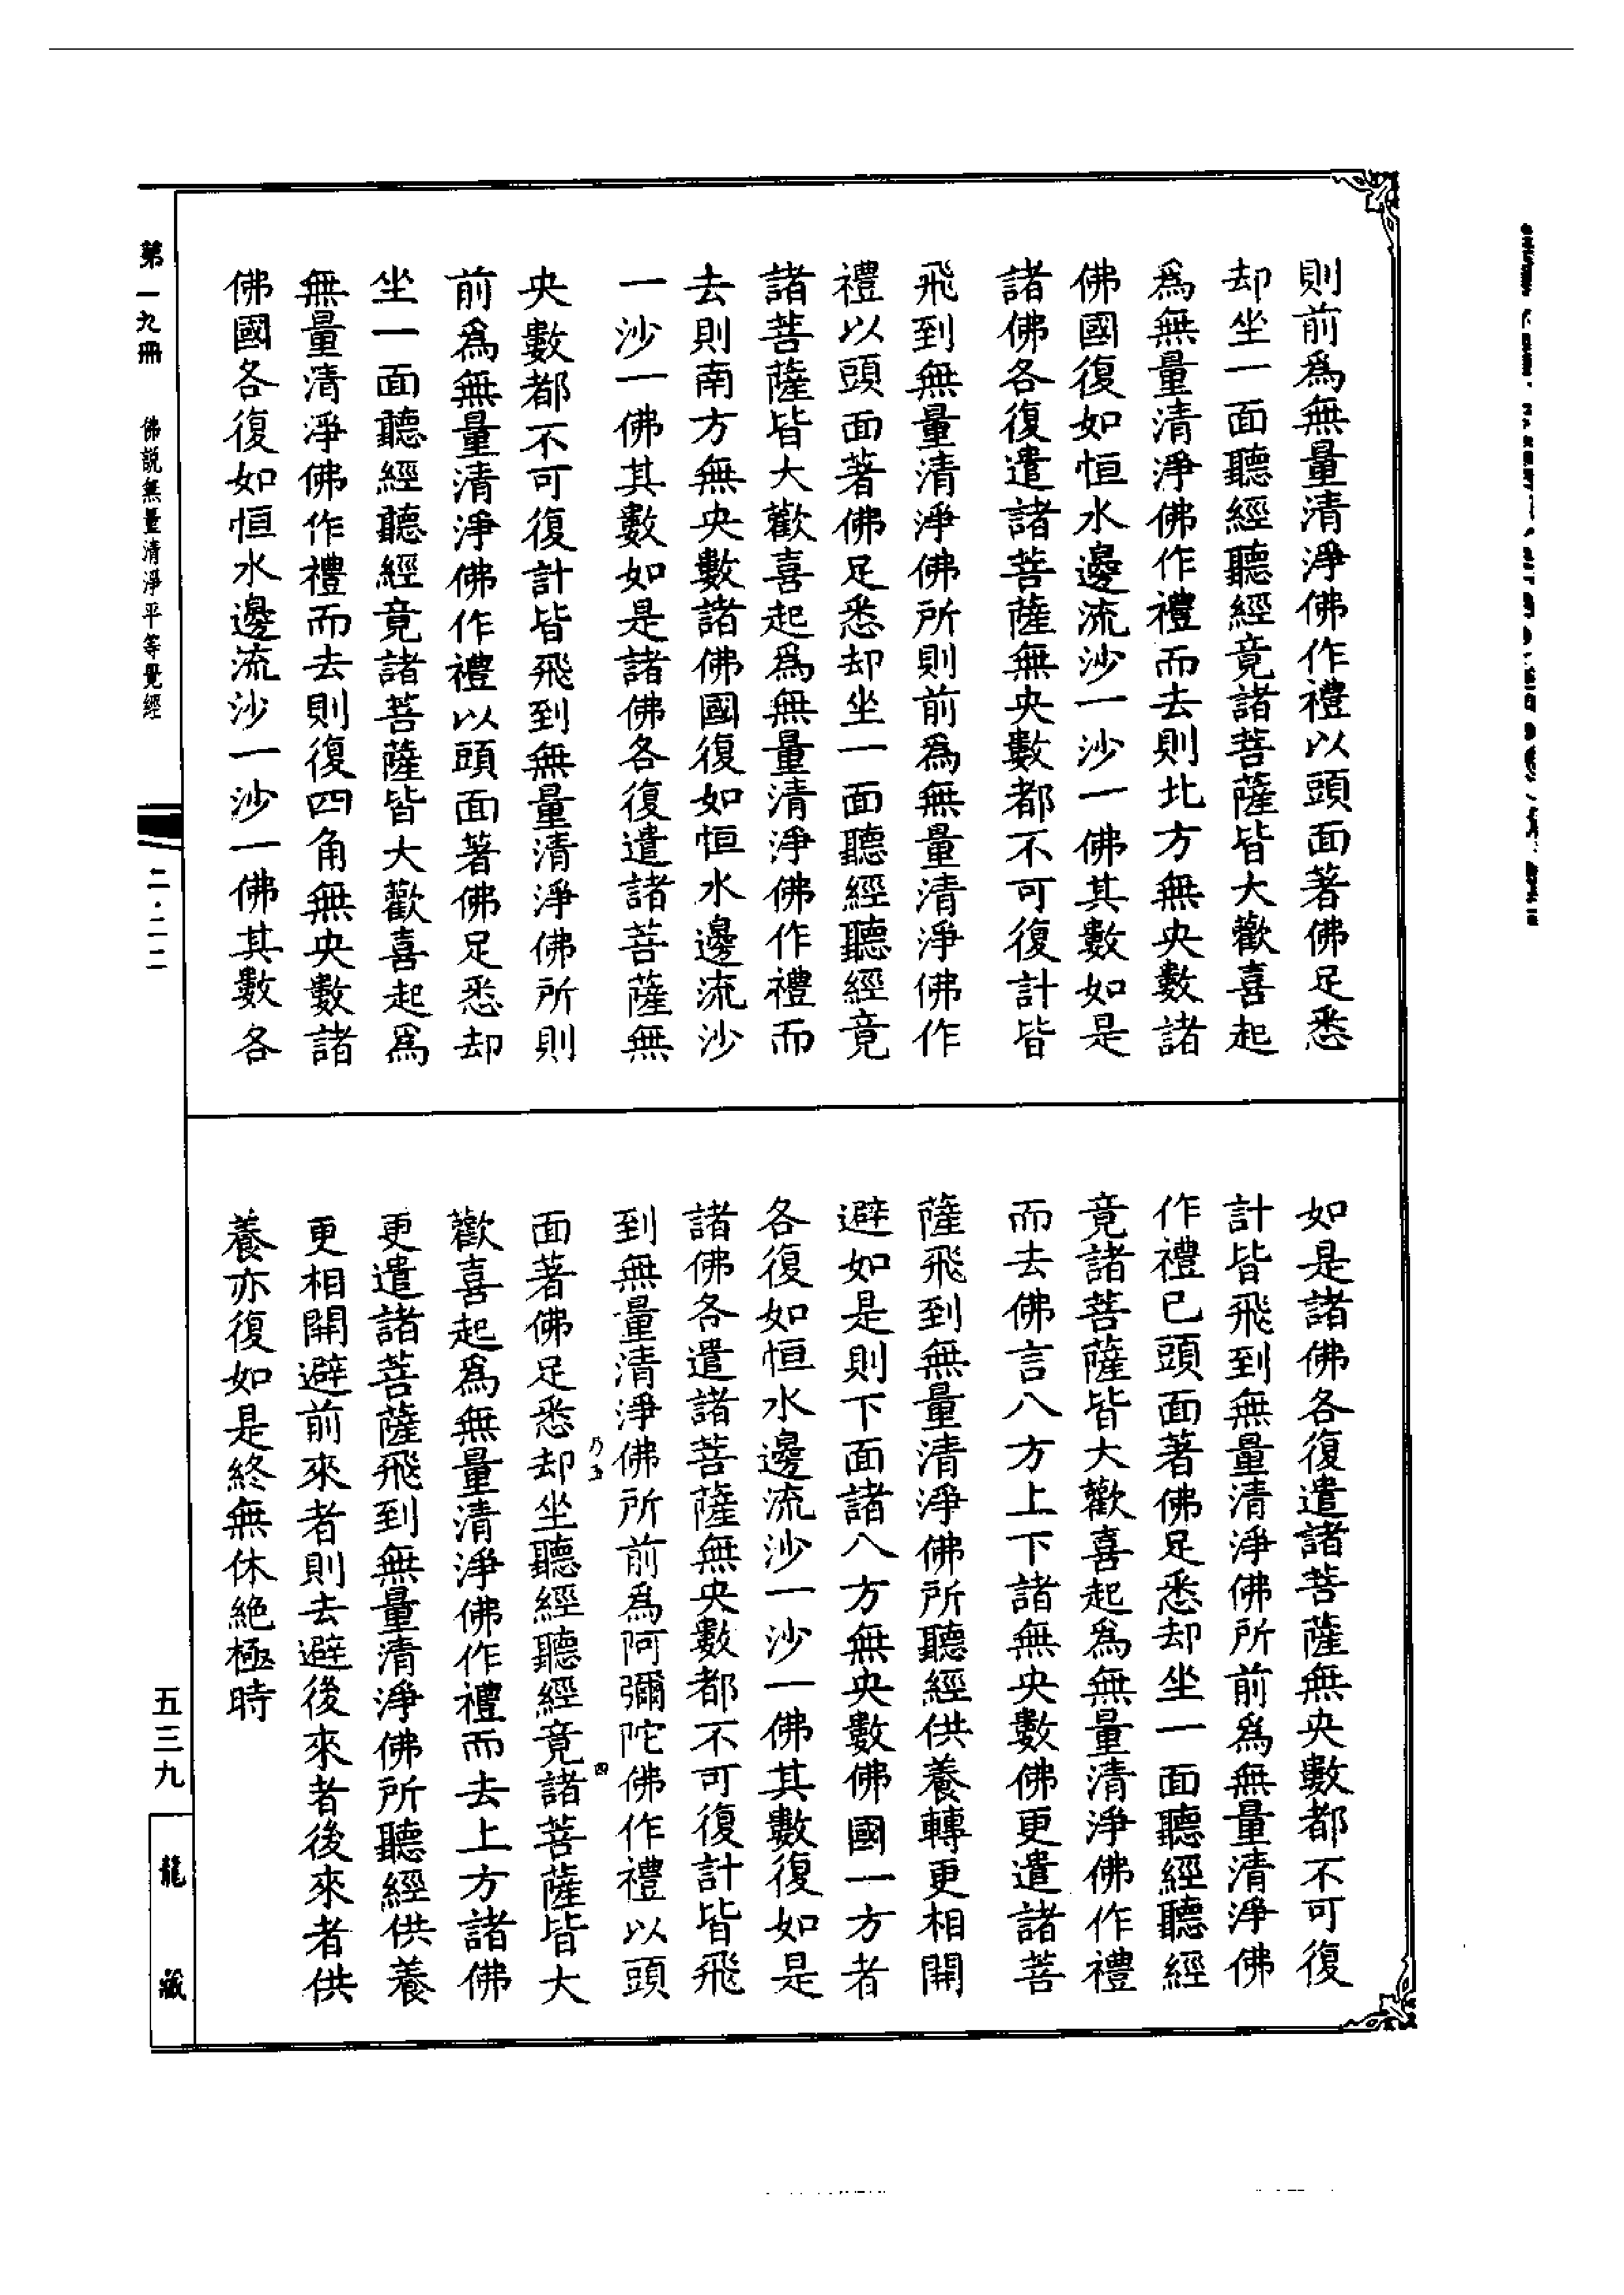 則前爲無量清淨佛作禮以頭面著佛足悉
却坐一面聽經聽經竟諸菩薩皆大歡喜起
爲無量清淨佛作禮而去則北方無央數諸
佛國復如恒水邊流沙一沙一佛其數如是
諸佛各復遣諸菩薩無央數都不可復計皆
飛到無量清淨佛所則前爲無量清淨佛作
禮以頭面著佛足悉却坐一面聽經聽經竟
諸菩薩皆大歡喜起爲無量清淨佛作禮而
去則南方無央數諸佛國復如恒水邊流沙
一沙一佛其數如是諸佛各復遣諸菩薩無
央數都不可復計皆飛到無量清淨佛所則
前爲無量清淨佛作禮以頭面著佛足悉却
坐一面聽經聽經竟諸菩薩皆大歡喜起爲
無量清淨佛作禮而去則復四角無央數諸
佛國各復如恒水邊流沙一沙一佛其數各
如是諸佛各復遣諸菩薩無央數都不可復
計皆飛到無量清淨佛所前爲無量清淨佛
作禮已頭面著佛足悉却坐一面聽經聽經
竟諸菩薩皆大歡喜起爲無量清淨佛作禮
而去佛言八方上下諸無央數佛更遣諸菩
薩飛到無量清淨佛所聽經供養轉更相開
避如是則下面諸八方無央數佛國一方者
各復如恒水邊流沙一沙一佛其數復如是
諸佛各遣諸菩薩無央數都不可復計皆飛
到無量清淨佛所前爲阿彌陀佛作禮以頭
面著佛足悉却坐聽經聽經竟諸菩薩皆大
歡喜起爲無量清淨佛作禮而去上方諸佛
更遣諸菩薩飛到無量清淨佛所聽經供養
更相開避前來者則去避後來者後來者供
養亦復如是終無休絶極時
第一九冊 佛說無量清淨平等覺經
二·二二
五三九
龍藏
四